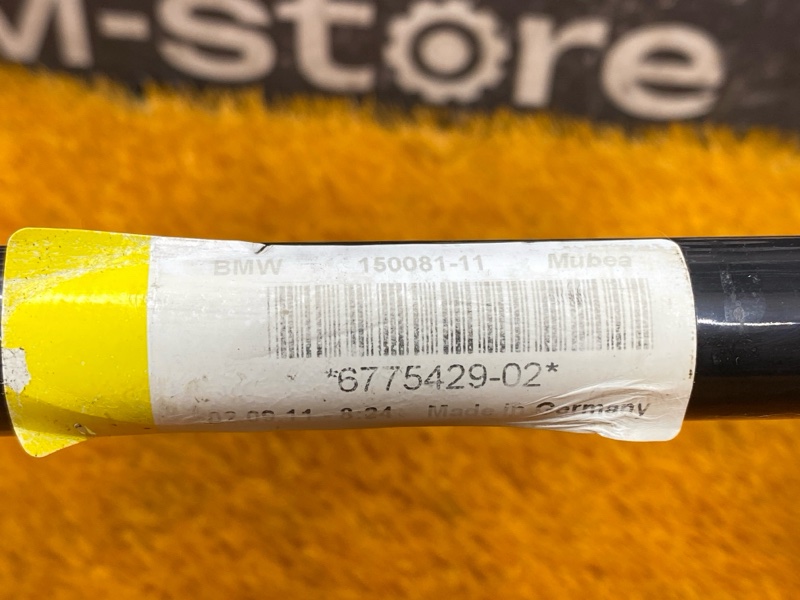 M-Store
BMW 150081-11 Mubea
*6775429-02*
Made in Germany